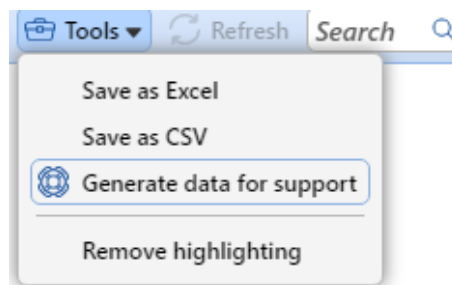 Tools Refresh Search
Save as Excel
Save as CSV
Generate data for support
Remove highlighting